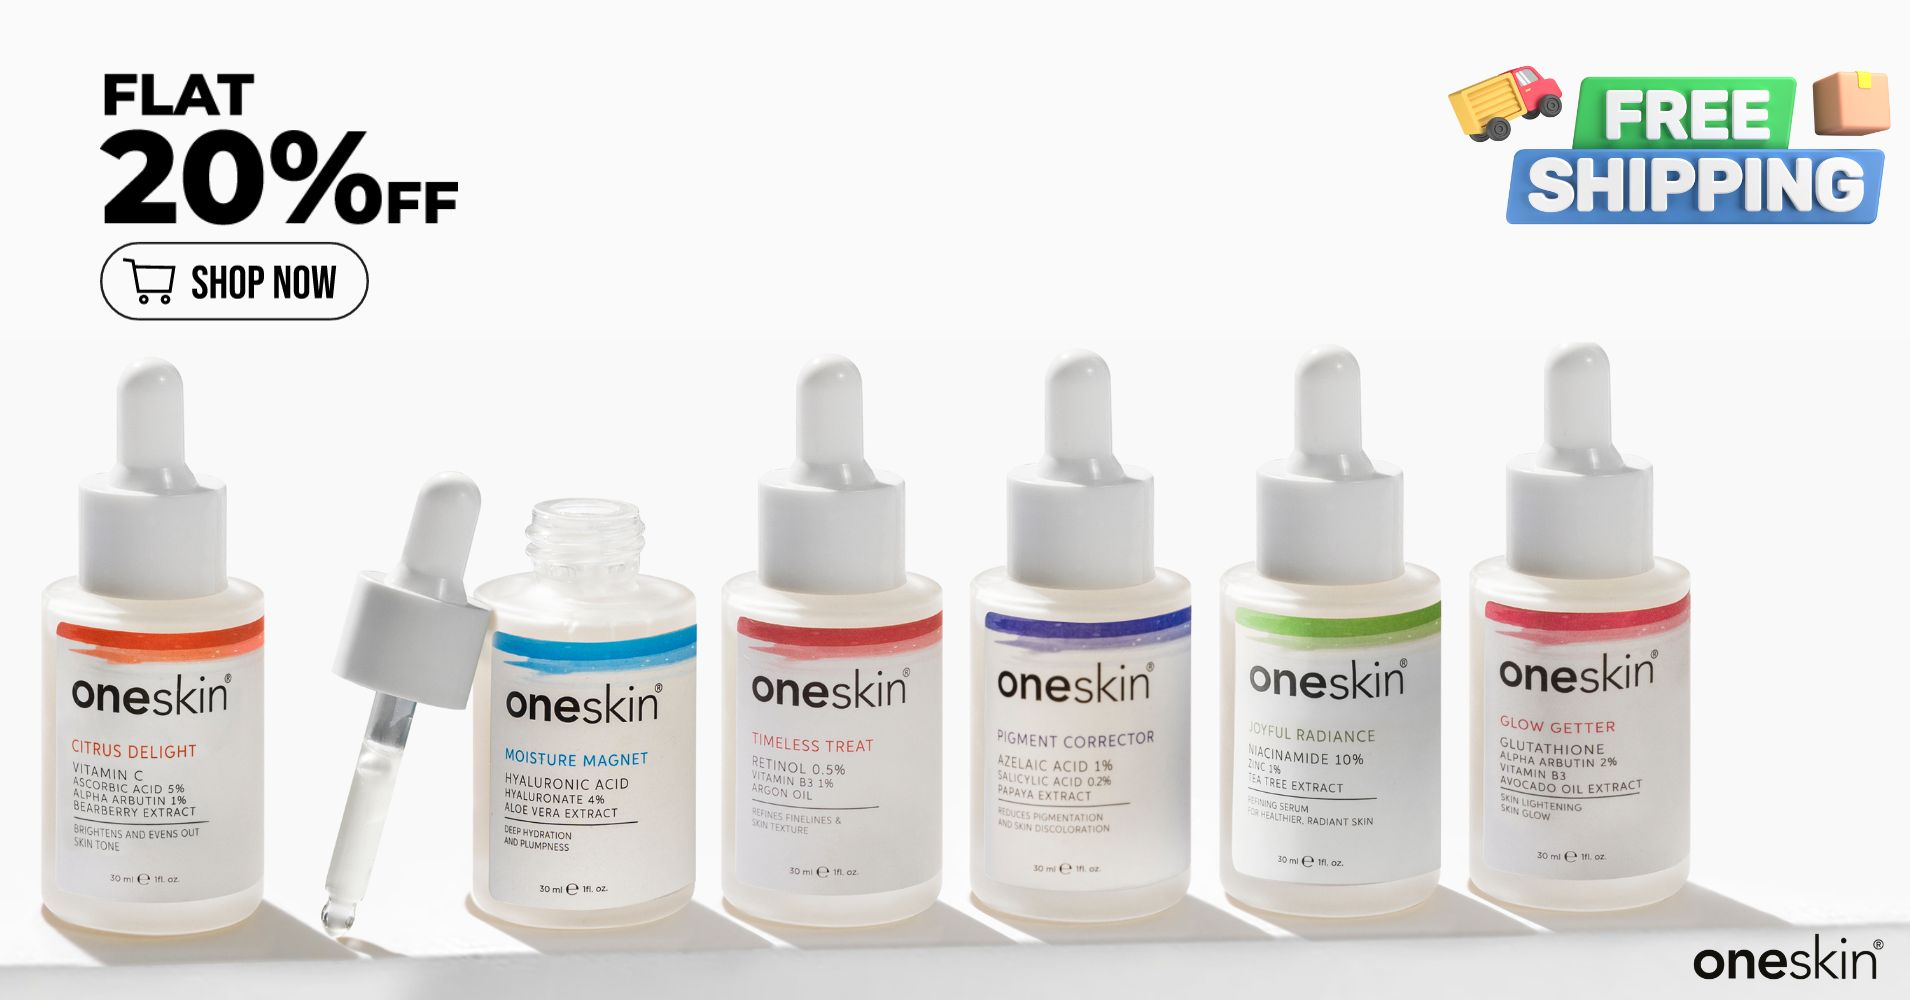 FLAT
20%OFF
SHOP NOW
FREE
SHIPPING
oneskin®
CITRUS DELIGHT
VITAMIN C
ASCORBIC ACID 5%
ALPHA ARBUTIN 1%
BEARBERRY EXTRACT
BRIGHTENS AND EVENS OUT
SKIN TONE
30 ml ℮ 1fl. oz.
oneskin®
MOISTURE MAGNET
HYALURONIC ACID
HYALURONATE 4%
ALOE VERA EXTRACT
DEEP HYDRATION
AND PLUMPNESS
30 ml ℮ 1fl. oz.
oneskin®
TIMELESS TREAT
RETINOL 0.5%
VITAMIN B3 1%
ARGON OIL
REFINES FINELINES &
SKIN TEXTURE
30 ml ℮ 1fl. oz.
oneskin®
PIGMENT CORRECTOR
AZELAIC ACID 1%
SALICYLIC ACID 0.2%
PAPAYA EXTRACT
REDUCES PIGMENTATION
AND SKIN DISCOLORATION
30 ml ℮ 1fl. oz.
oneskin®
JOYFUL RADIANCE
NIACINAMIDE 10%
ZINC 1%
TEA TREE EXTRACT
REFINING SERUM
FOR HEALTHIER, RADIANT SKIN
30 ml ℮ 1fl. oz.
oneskin®
GLOW GETTER
GLUTATHIONE
ALPHA ARBUTIN 2%
VITAMIN B3
AVOCADO OIL EXTRACT
SKIN LIGHTENING
SKIN GLOW
30 ml ℮ 1fl. oz.
oneskin®